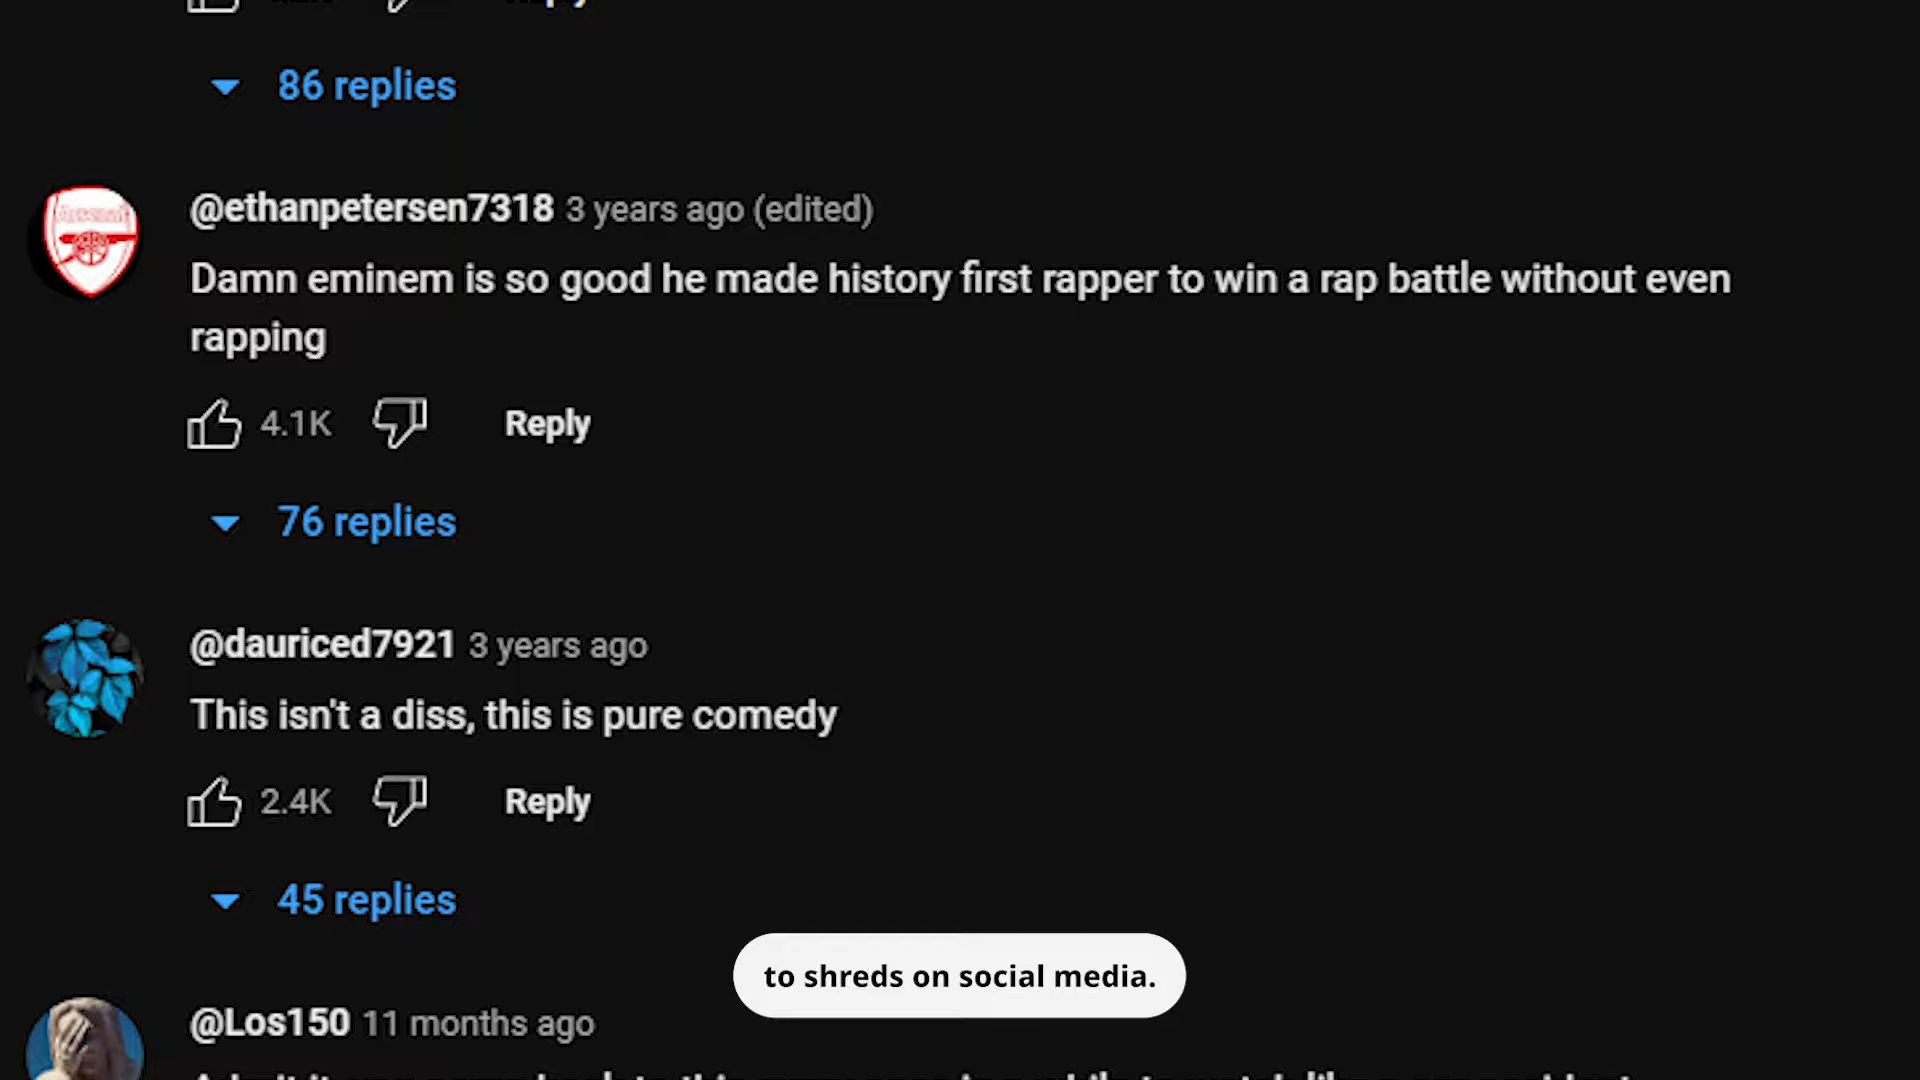 86 replies
@ethanpetersen7318 3 years ago (edited)
Damn eminem is so good he made history first rapper to win a rap battle without even
rapping
4.1K Reply
76 replies
@dauriced7921 3 years ago
This isn't a diss, this is pure comedy
2.4K Reply
45 replies
to shreds on social media.
@Los150 11 months ago